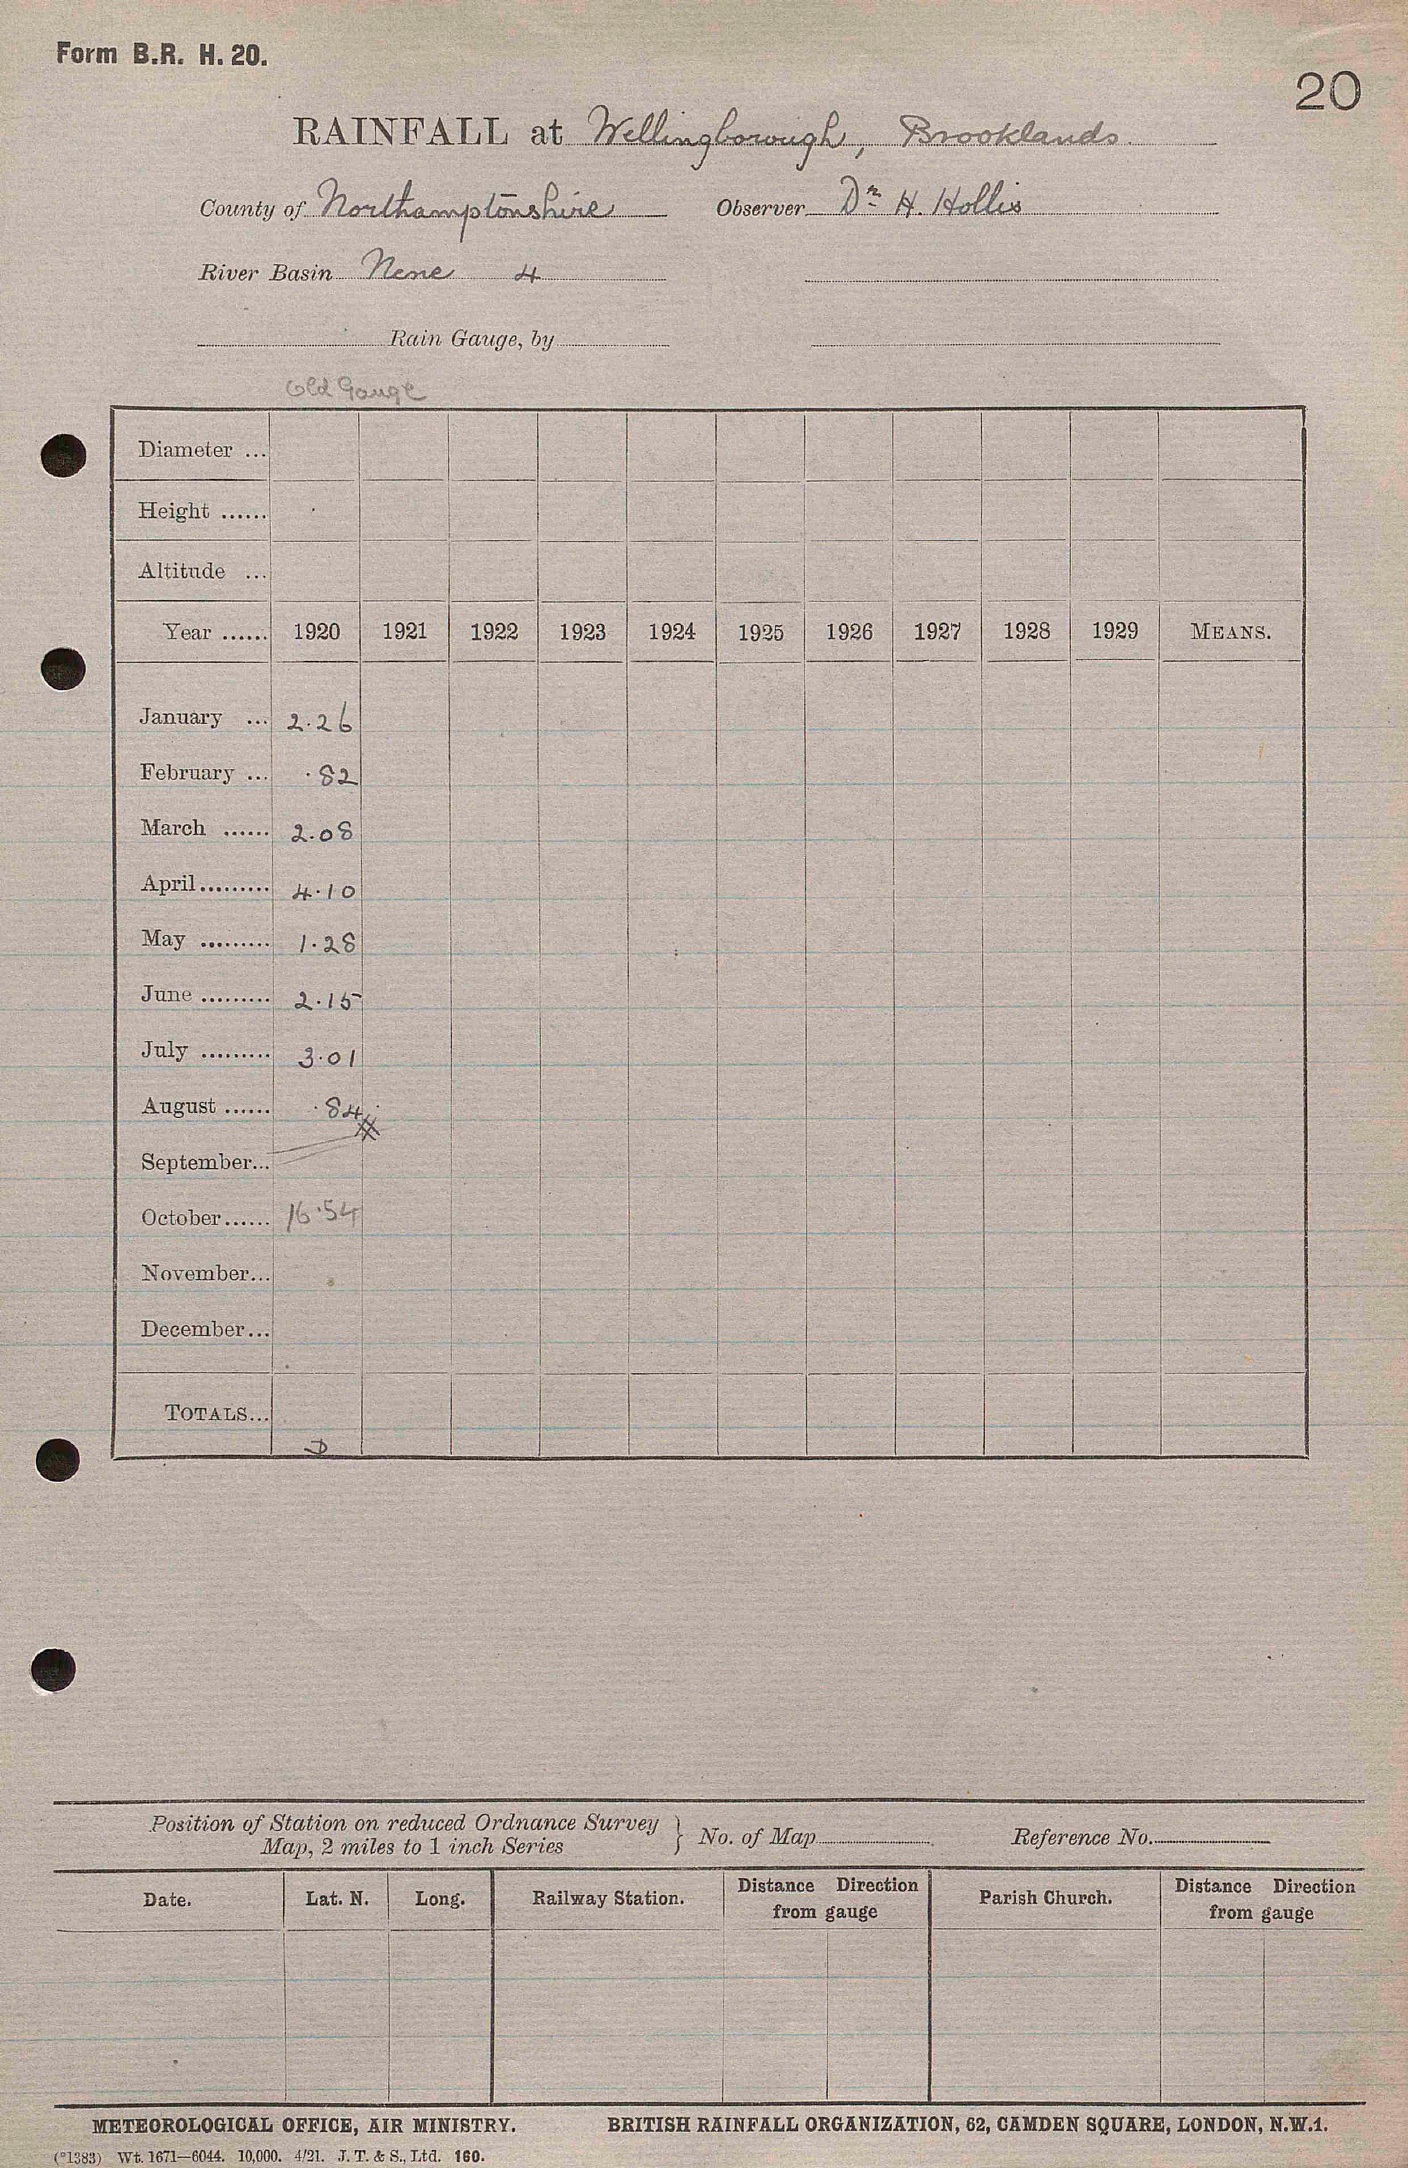 Form B.R. H. 20.
20
RAINFALL at Wellingborough, Brooklands.
County of Northamptonshire Observer Dr H. Hollis
River Basin Nene 4
Rain Gauge, by
Old Gauge
Diameter ...
Height ......
Altitude ...
Year ...... 1920 1921 1922 1923 1924 1925 1926 1927 1928 1929 MEANS.
January ... 2.26
February ... .82
March ...... 2.08
April......... 4.10
May ......... 1.28
June ......... 2.15
July ......... 3.01
August ...... .84
September...
October...... 16.54
November...
December...
TOTALS...
Position of Station on reduced Ordnance Survey
Map, 2 miles to 1 inch Series } No. of Map Reference No.
Date. Lat. N. Long. Railway Station. Distance Direction from gauge Parish Church. Distance Direction from gauge
METEOROLOGICAL OFFICE, AIR MINISTRY. BRITISH RAINFALL ORGANIZATION, 62, CAMDEN SQUARE, LONDON, N.W.1.
(*1383) Wt. 1671—6044. 10,000. 4/21. J. T. & S., Ltd. 160.